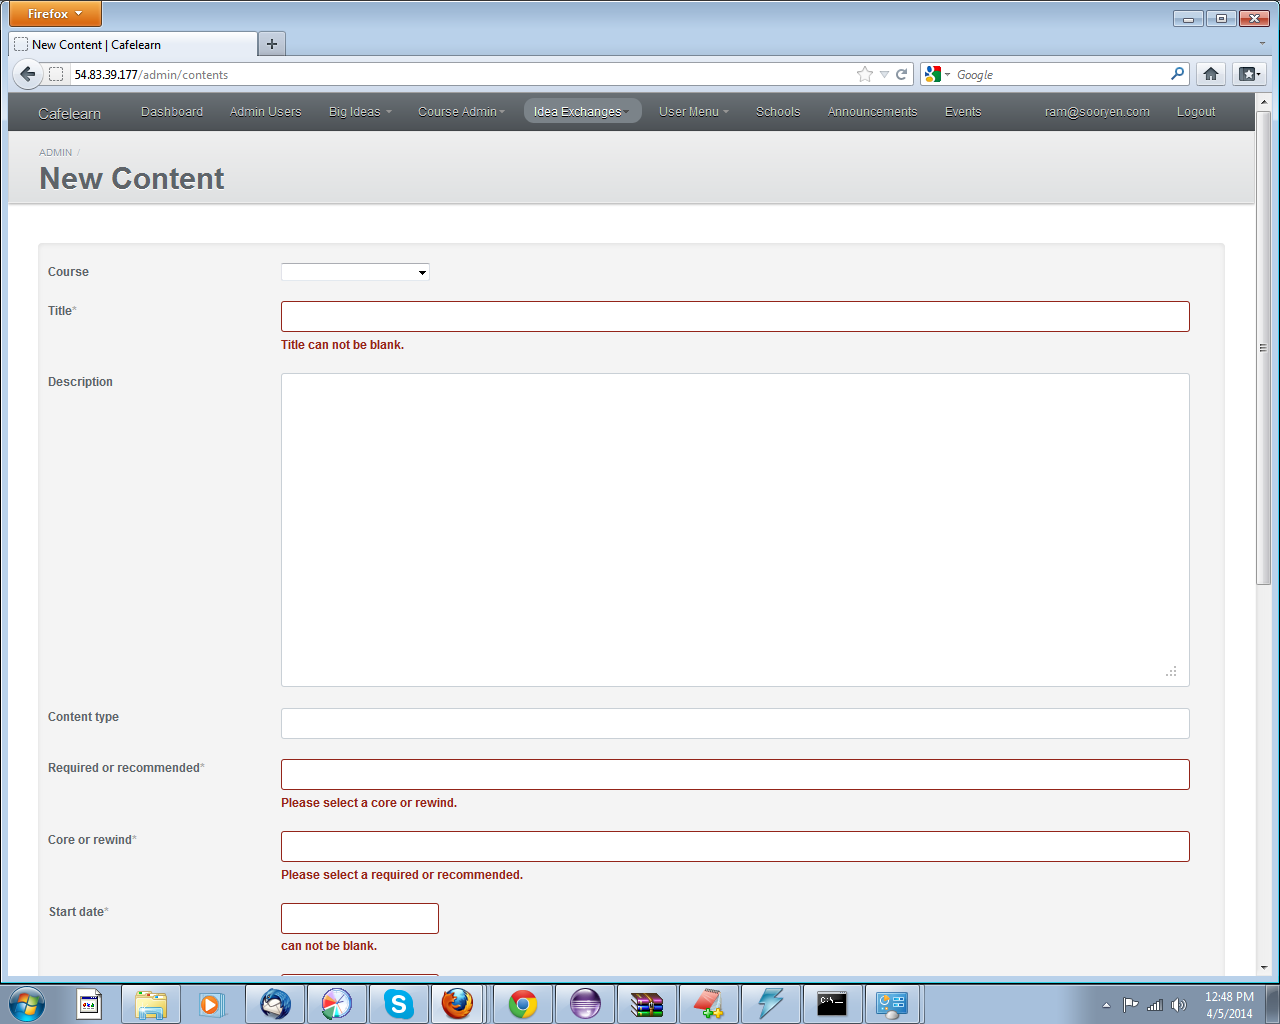 Firefox
New Content | Cafelearn
54.83.39.177/admin/contents
Google
Cafelearn Dashboard Admin Users Big Ideas Course Admin Idea Exchanges User Menu Schools Announcements Events ram@sooryen.com Logout
ADMIN /
New Content
Course
Title*
Title can not be blank.
Description
Content type
Required or recommended*
Please select a core or rewind.
Core or rewind*
Please select a required or recommended.
Start date*
can not be blank.
12:48 PM
4/5/2014